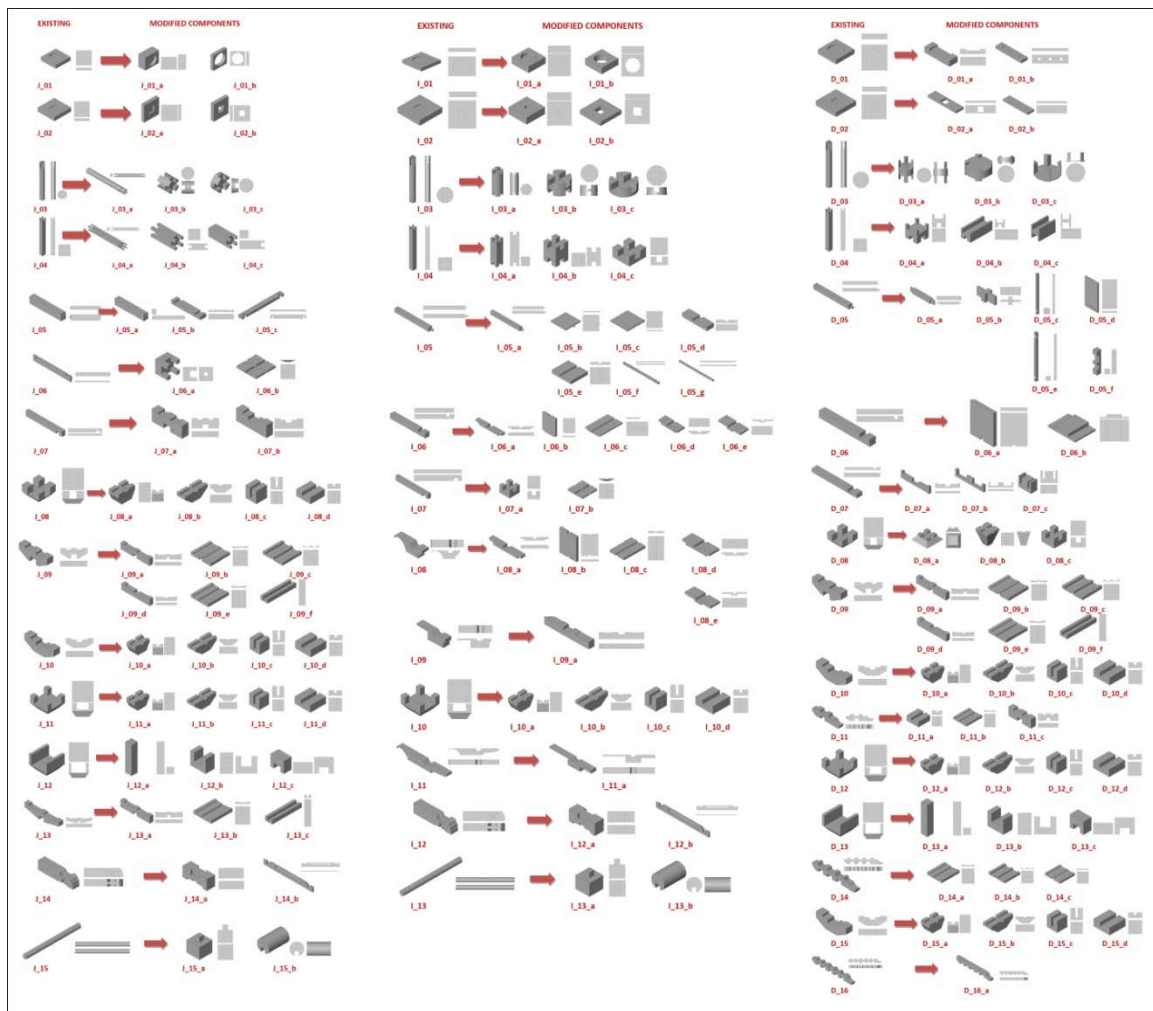 EXISTING MODIFIED COMPONENTS
J_01 J_01_a J_01_b
J_02 J_02_a J_02_b
J_03 J_03_a J_03_b J_03_c
J_04 J_04_a J_04_b J_04_c
J_05 J_05_a J_05_b J_05_c
J_06 J_06_a J_06_b
J_07 J_07_a J_07_b
J_08 J_08_a J_08_b J_08_c J_08_d
J_09 J_09_a J_09_b J_09_c
J_09_d J_09_e J_09_f
J_10 J_10_a J_10_b J_10_c J_10_d
J_11 J_11_a J_11_b J_11_c J_11_d
J_12 J_12_a J_12_b J_12_c
J_13 J_13_a J_13_b J_13_c
J_14 J_14_a J_14_b
J_15 J_15_a J_15_b
EXISTING MODIFIED COMPONENTS
I_01 I_01_a I_01_b
I_02 I_02_a I_02_b
I_03 I_03_a I_03_b I_03_c
I_04 I_04_a I_04_b I_04_c
I_05 I_05_a I_05_b I_05_c I_05_d
I_05_e I_05_f I_05_g
I_06 I_06_a I_06_b I_06_c I_06_d I_06_e
I_07 I_07_a I_07_b
I_08 I_08_a I_08_b I_08_c I_08_d
I_08_e
I_09 I_09_a
I_10 I_10_a I_10_b I_10_c I_10_d
I_11 I_11_a
I_12 I_12_a I_12_b
I_13 I_13_a I_13_b
EXISTING MODIFIED COMPONENTS
D_01 D_01_a D_01_b
D_02 D_02_a D_02_b
D_03 D_03_a D_03_b D_03_c
D_04 D_04_a D_04_b D_04_c
D_05 D_05_a D_05_b D_05_c D_05_d
D_05_e D_05_f
D_06 D_06_a D_06_b
D_07 D_07_a D_07_b D_07_c
D_08 D_08_a D_08_b D_08_c
D_09 D_09_a D_09_b D_09_c
D_09_d D_09_e D_09_f
D_10 D_10_a D_10_b D_10_c D_10_d
D_11 D_11_a D_11_b D_11_c
D_12 D_12_a D_12_b D_12_c D_12_d
D_13 D_13_a D_13_b D_13_c
D_14 D_14_a D_14_b D_14_c
D_15 D_15_a D_15_b D_15_c D_15_d
D_16 D_16_a